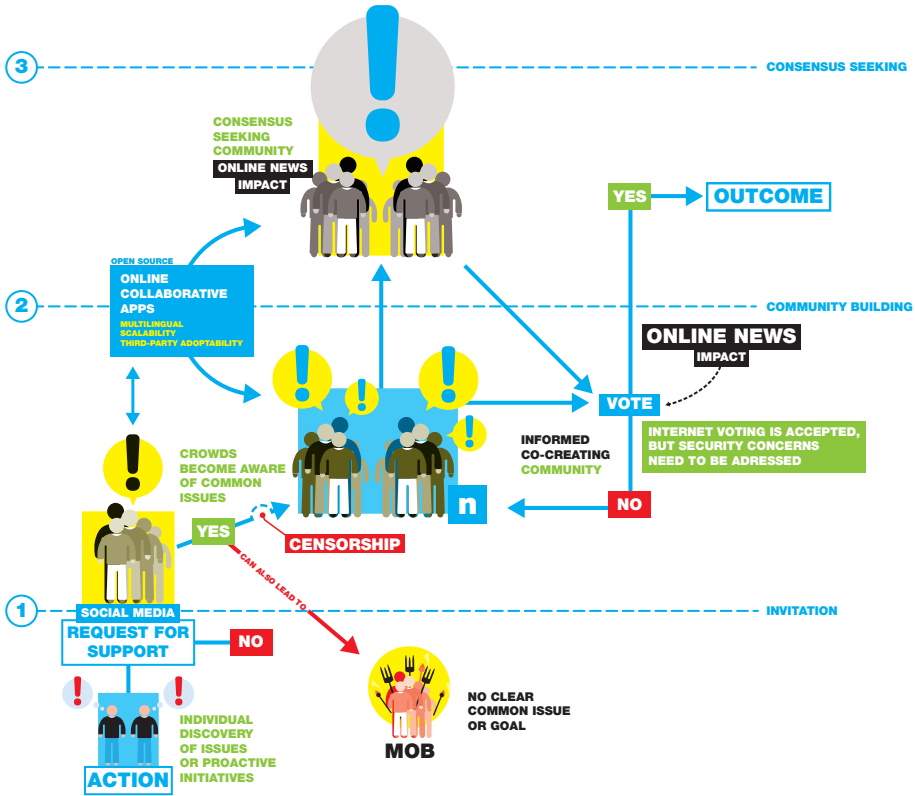 3
CONSENSUS SEEKING
CONSENSUS
SEEKING
COMMUNITY
ONLINE NEWS
IMPACT
YES
OUTCOME
OPEN SOURCE
ONLINE
COLLABORATIVE
APPS
MULTILINGUAL
SCALABILITY
THIRD-PARTY ADOPTABILITY
2
COMMUNITY BUILDING
ONLINE NEWS
IMPACT
VOTE
INTERNET VOTING IS ACCEPTED,
BUT SECURITY CONCERNS
NEED TO BE ADRESSED
INFORMED
CO-CREATING
COMMUNITY
NO
CROWDS
BECOME AWARE
OF COMMON
ISSUES
n
YES
CENSORSHIP
CAN ALSO LEAD TO
1
INVITATION
SOCIAL MEDIA
REQUEST FOR
SUPPORT
NO
NO CLEAR
COMMON ISSUE
OR GOAL
MOB
INDIVIDUAL
DISCOVERY
OF ISSUES
OR PROACTIVE
INITIATIVES
ACTION